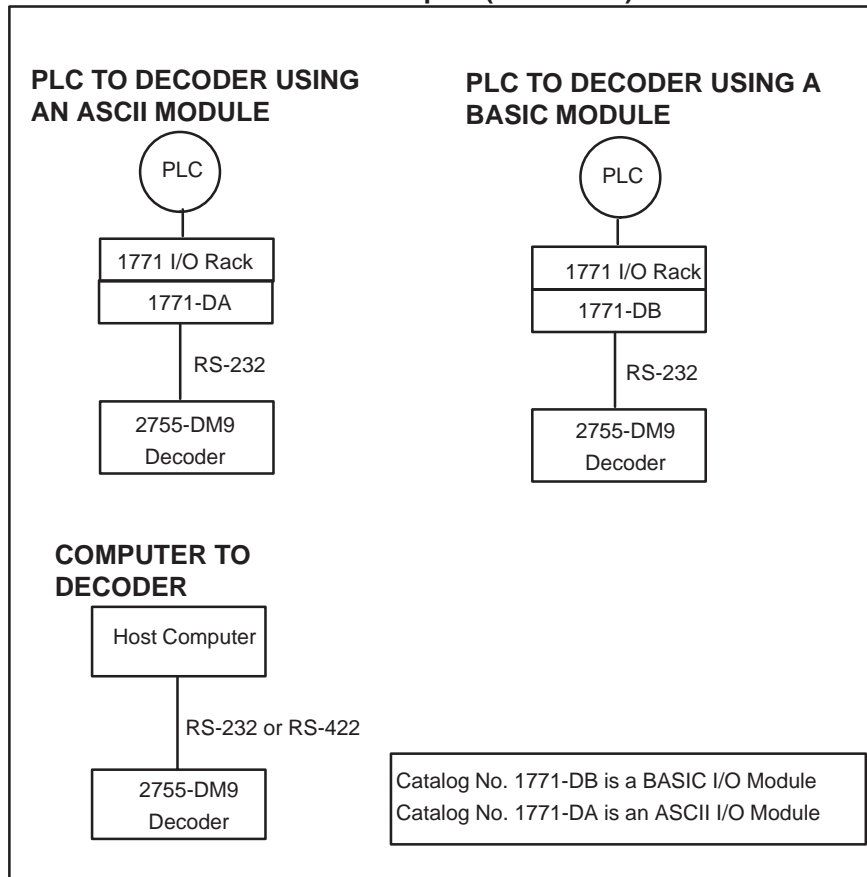 PLC TO DECODER USING
AN ASCII MODULE
PLC
1771 I/O Rack
1771-DA
RS-232
2755-DM9
Decoder
PLC TO DECODER USING A
BASIC MODULE
PLC
1771 I/O Rack
1771-DB
RS-232
2755-DM9
Decoder
COMPUTER TO
DECODER
Host Computer
RS-232 or RS-422
2755-DM9
Decoder
Catalog No. 1771-DB is a BASIC I/O Module
Catalog No. 1771-DA is an ASCII I/O Module